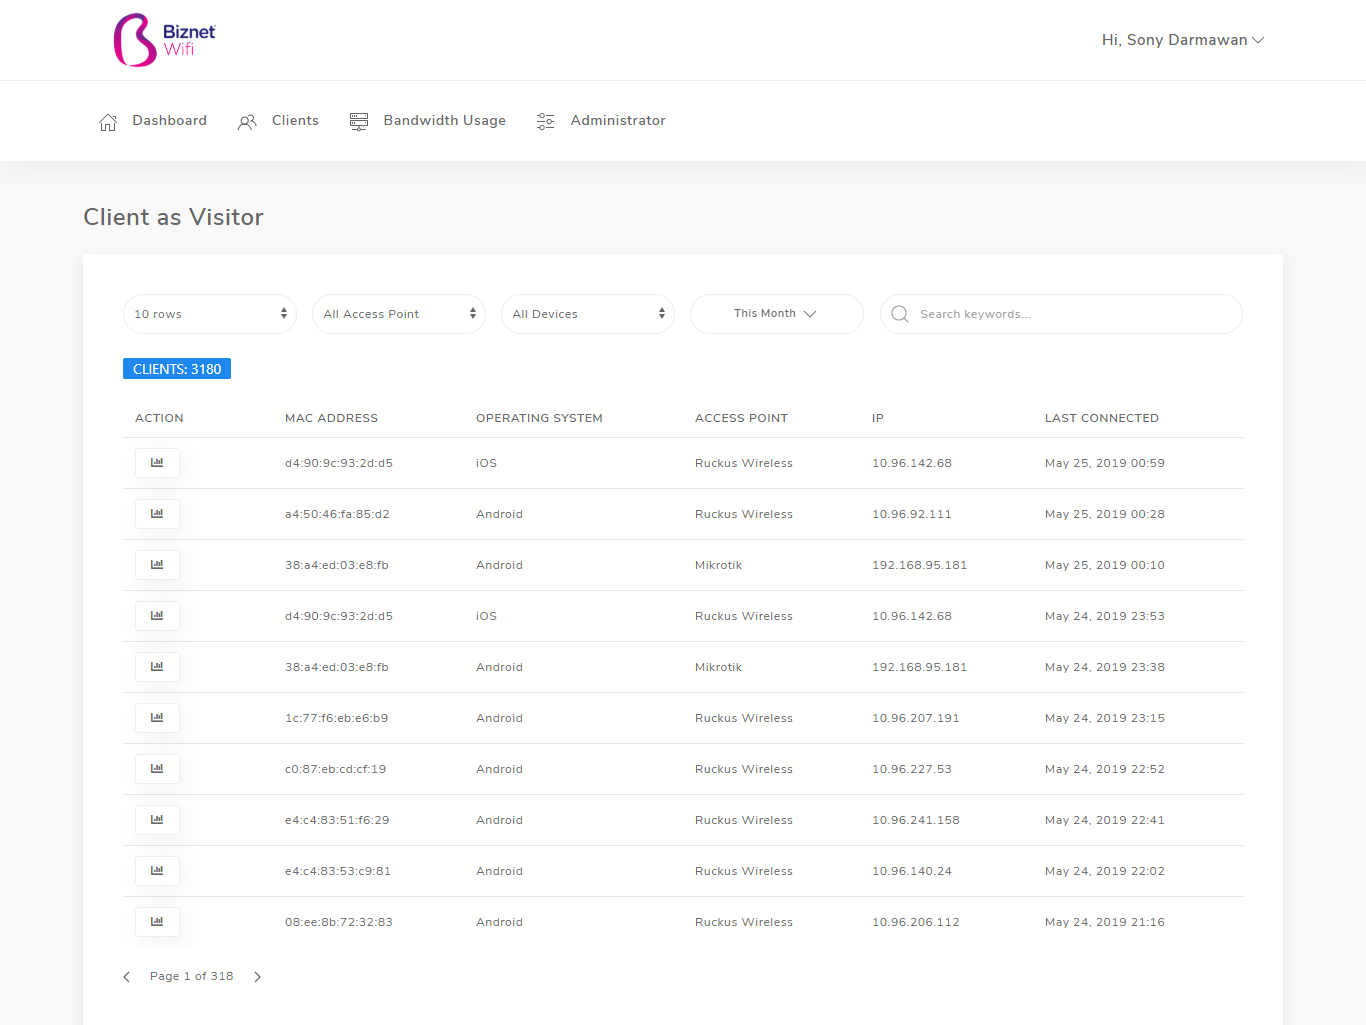 Biznet
Wifi
Hi, Sony Darmawan
Dashboard Clients Bandwidth Usage Administrator
Client as Visitor
10 rows All Access Point All Devices This Month Search keywords...
CLIENTS: 3180
ACTION MAC ADDRESS OPERATING SYSTEM ACCESS POINT IP LAST CONNECTED
d4:90:9c:93:2d:d5 iOS Ruckus Wireless 10.96.142.68 May 25, 2019 00:59
a4:50:46:fa:85:d2 Android Ruckus Wireless 10.96.92.111 May 25, 2019 00:28
38:a4:ed:03:e8:fb Android Mikrotik 192.168.95.181 May 25, 2019 00:10
d4:90:9c:93:2d:d5 iOS Ruckus Wireless 10.96.142.68 May 24, 2019 23:53
38:a4:ed:03:e8:fb Android Mikrotik 192.168.95.181 May 24, 2019 23:38
1c:77:f6:eb:e6:b9 Android Ruckus Wireless 10.96.207.191 May 24, 2019 23:15
c0:87:eb:cd:cf:19 Android Ruckus Wireless 10.96.227.53 May 24, 2019 22:52
e4:c4:83:51:f6:29 Android Ruckus Wireless 10.96.241.158 May 24, 2019 22:41
e4:c4:83:53:c9:81 Android Ruckus Wireless 10.96.140.24 May 24, 2019 22:02
08:ee:8b:72:32:83 Android Ruckus Wireless 10.96.206.112 May 24, 2019 21:16
Page 1 of 318